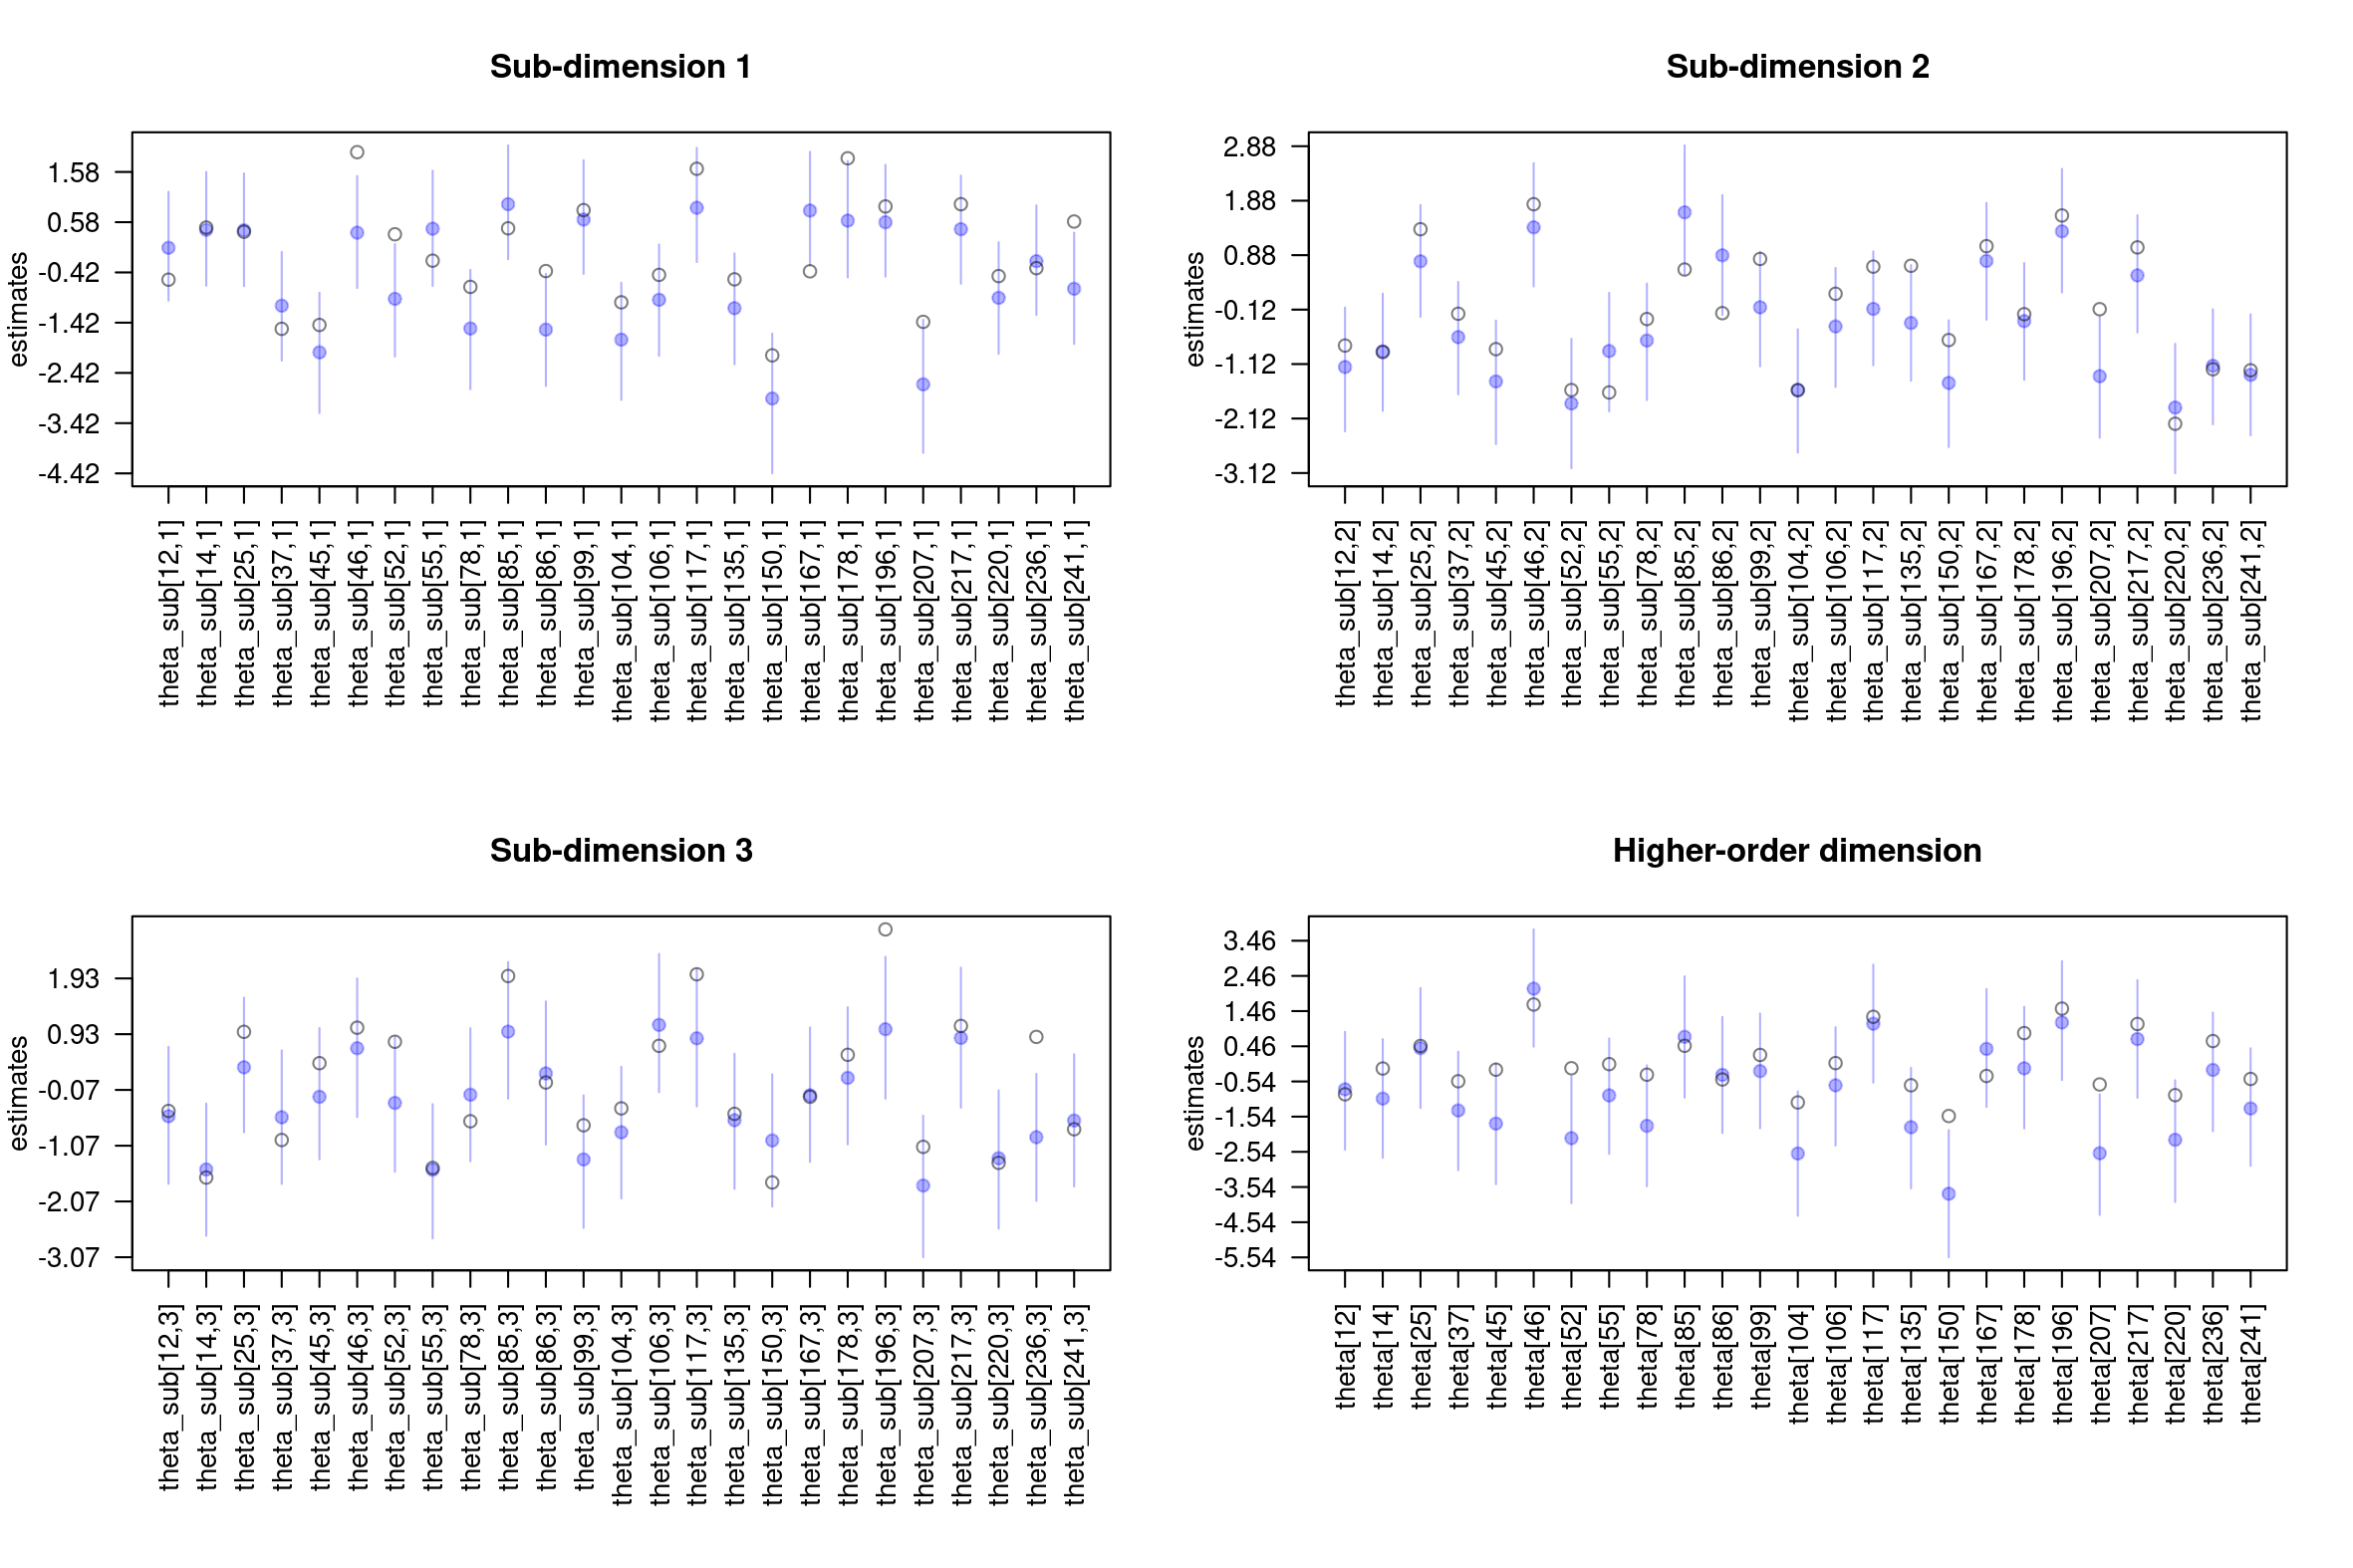 Sub-dimension 1
estimates
1.58
0.58
-0.42
-1.42
-2.42
-3.42
-4.42
theta_sub[12,1]
theta_sub[14,1]
theta_sub[25,1]
theta_sub[37,1]
theta_sub[45,1]
theta_sub[46,1]
theta_sub[52,1]
theta_sub[55,1]
theta_sub[78,1]
theta_sub[85,1]
theta_sub[86,1]
theta_sub[99,1]
theta_sub[104,1]
theta_sub[106,1]
theta_sub[117,1]
theta_sub[135,1]
theta_sub[150,1]
theta_sub[167,1]
theta_sub[178,1]
theta_sub[196,1]
theta_sub[207,1]
theta_sub[217,1]
theta_sub[220,1]
theta_sub[236,1]
theta_sub[241,1]
Sub-dimension 2
estimates
2.88
1.88
0.88
-0.12
-1.12
-2.12
-3.12
theta_sub[12,2]
theta_sub[14,2]
theta_sub[25,2]
theta_sub[37,2]
theta_sub[45,2]
theta_sub[46,2]
theta_sub[52,2]
theta_sub[55,2]
theta_sub[78,2]
theta_sub[85,2]
theta_sub[86,2]
theta_sub[99,2]
theta_sub[104,2]
theta_sub[106,2]
theta_sub[117,2]
theta_sub[135,2]
theta_sub[150,2]
theta_sub[167,2]
theta_sub[178,2]
theta_sub[196,2]
theta_sub[207,2]
theta_sub[217,2]
theta_sub[220,2]
theta_sub[236,2]
theta_sub[241,2]
Sub-dimension 3
estimates
1.93
0.93
-0.07
-1.07
-2.07
-3.07
theta_sub[12,3]
theta_sub[14,3]
theta_sub[25,3]
theta_sub[37,3]
theta_sub[45,3]
theta_sub[46,3]
theta_sub[52,3]
theta_sub[55,3]
theta_sub[78,3]
theta_sub[85,3]
theta_sub[86,3]
theta_sub[99,3]
theta_sub[104,3]
theta_sub[106,3]
theta_sub[117,3]
theta_sub[135,3]
theta_sub[150,3]
theta_sub[167,3]
theta_sub[178,3]
theta_sub[196,3]
theta_sub[207,3]
theta_sub[217,3]
theta_sub[220,3]
theta_sub[236,3]
theta_sub[241,3]
Higher-order dimension
estimates
3.46
2.46
1.46
0.46
-0.54
-1.54
-2.54
-3.54
-4.54
-5.54
theta[12]
theta[14]
theta[25]
theta[37]
theta[45]
theta[46]
theta[52]
theta[55]
theta[78]
theta[85]
theta[86]
theta[99]
theta[104]
theta[106]
theta[117]
theta[135]
theta[150]
theta[167]
theta[178]
theta[196]
theta[207]
theta[217]
theta[220]
theta[236]
theta[241]